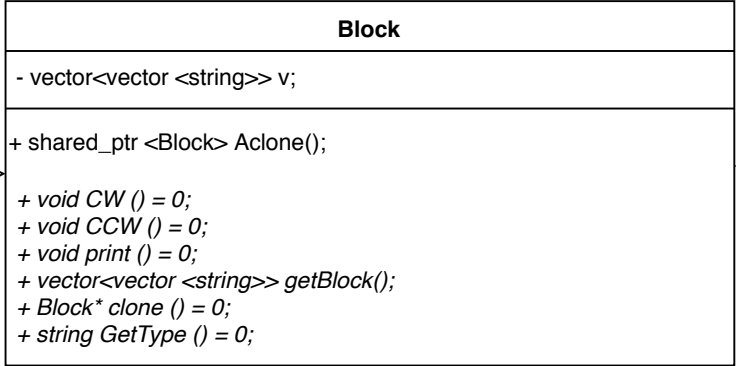 Block
- vector<vector <string>> v;
+ shared_ptr <Block> Aclone();
+ void CW () = 0;
+ void CCW () = 0;
+ void print () = 0;
+ vector<vector <string>> getBlock();
+ Block* clone () = 0;
+ string GetType () = 0;